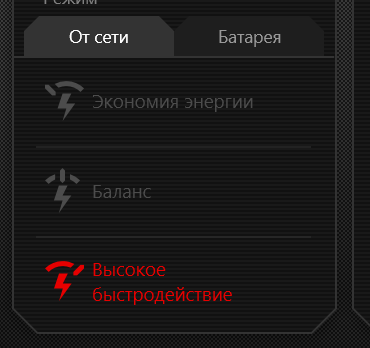 Режим
От сети
Батарея
Экономия энергии
Баланс
Высокое
быстродействие